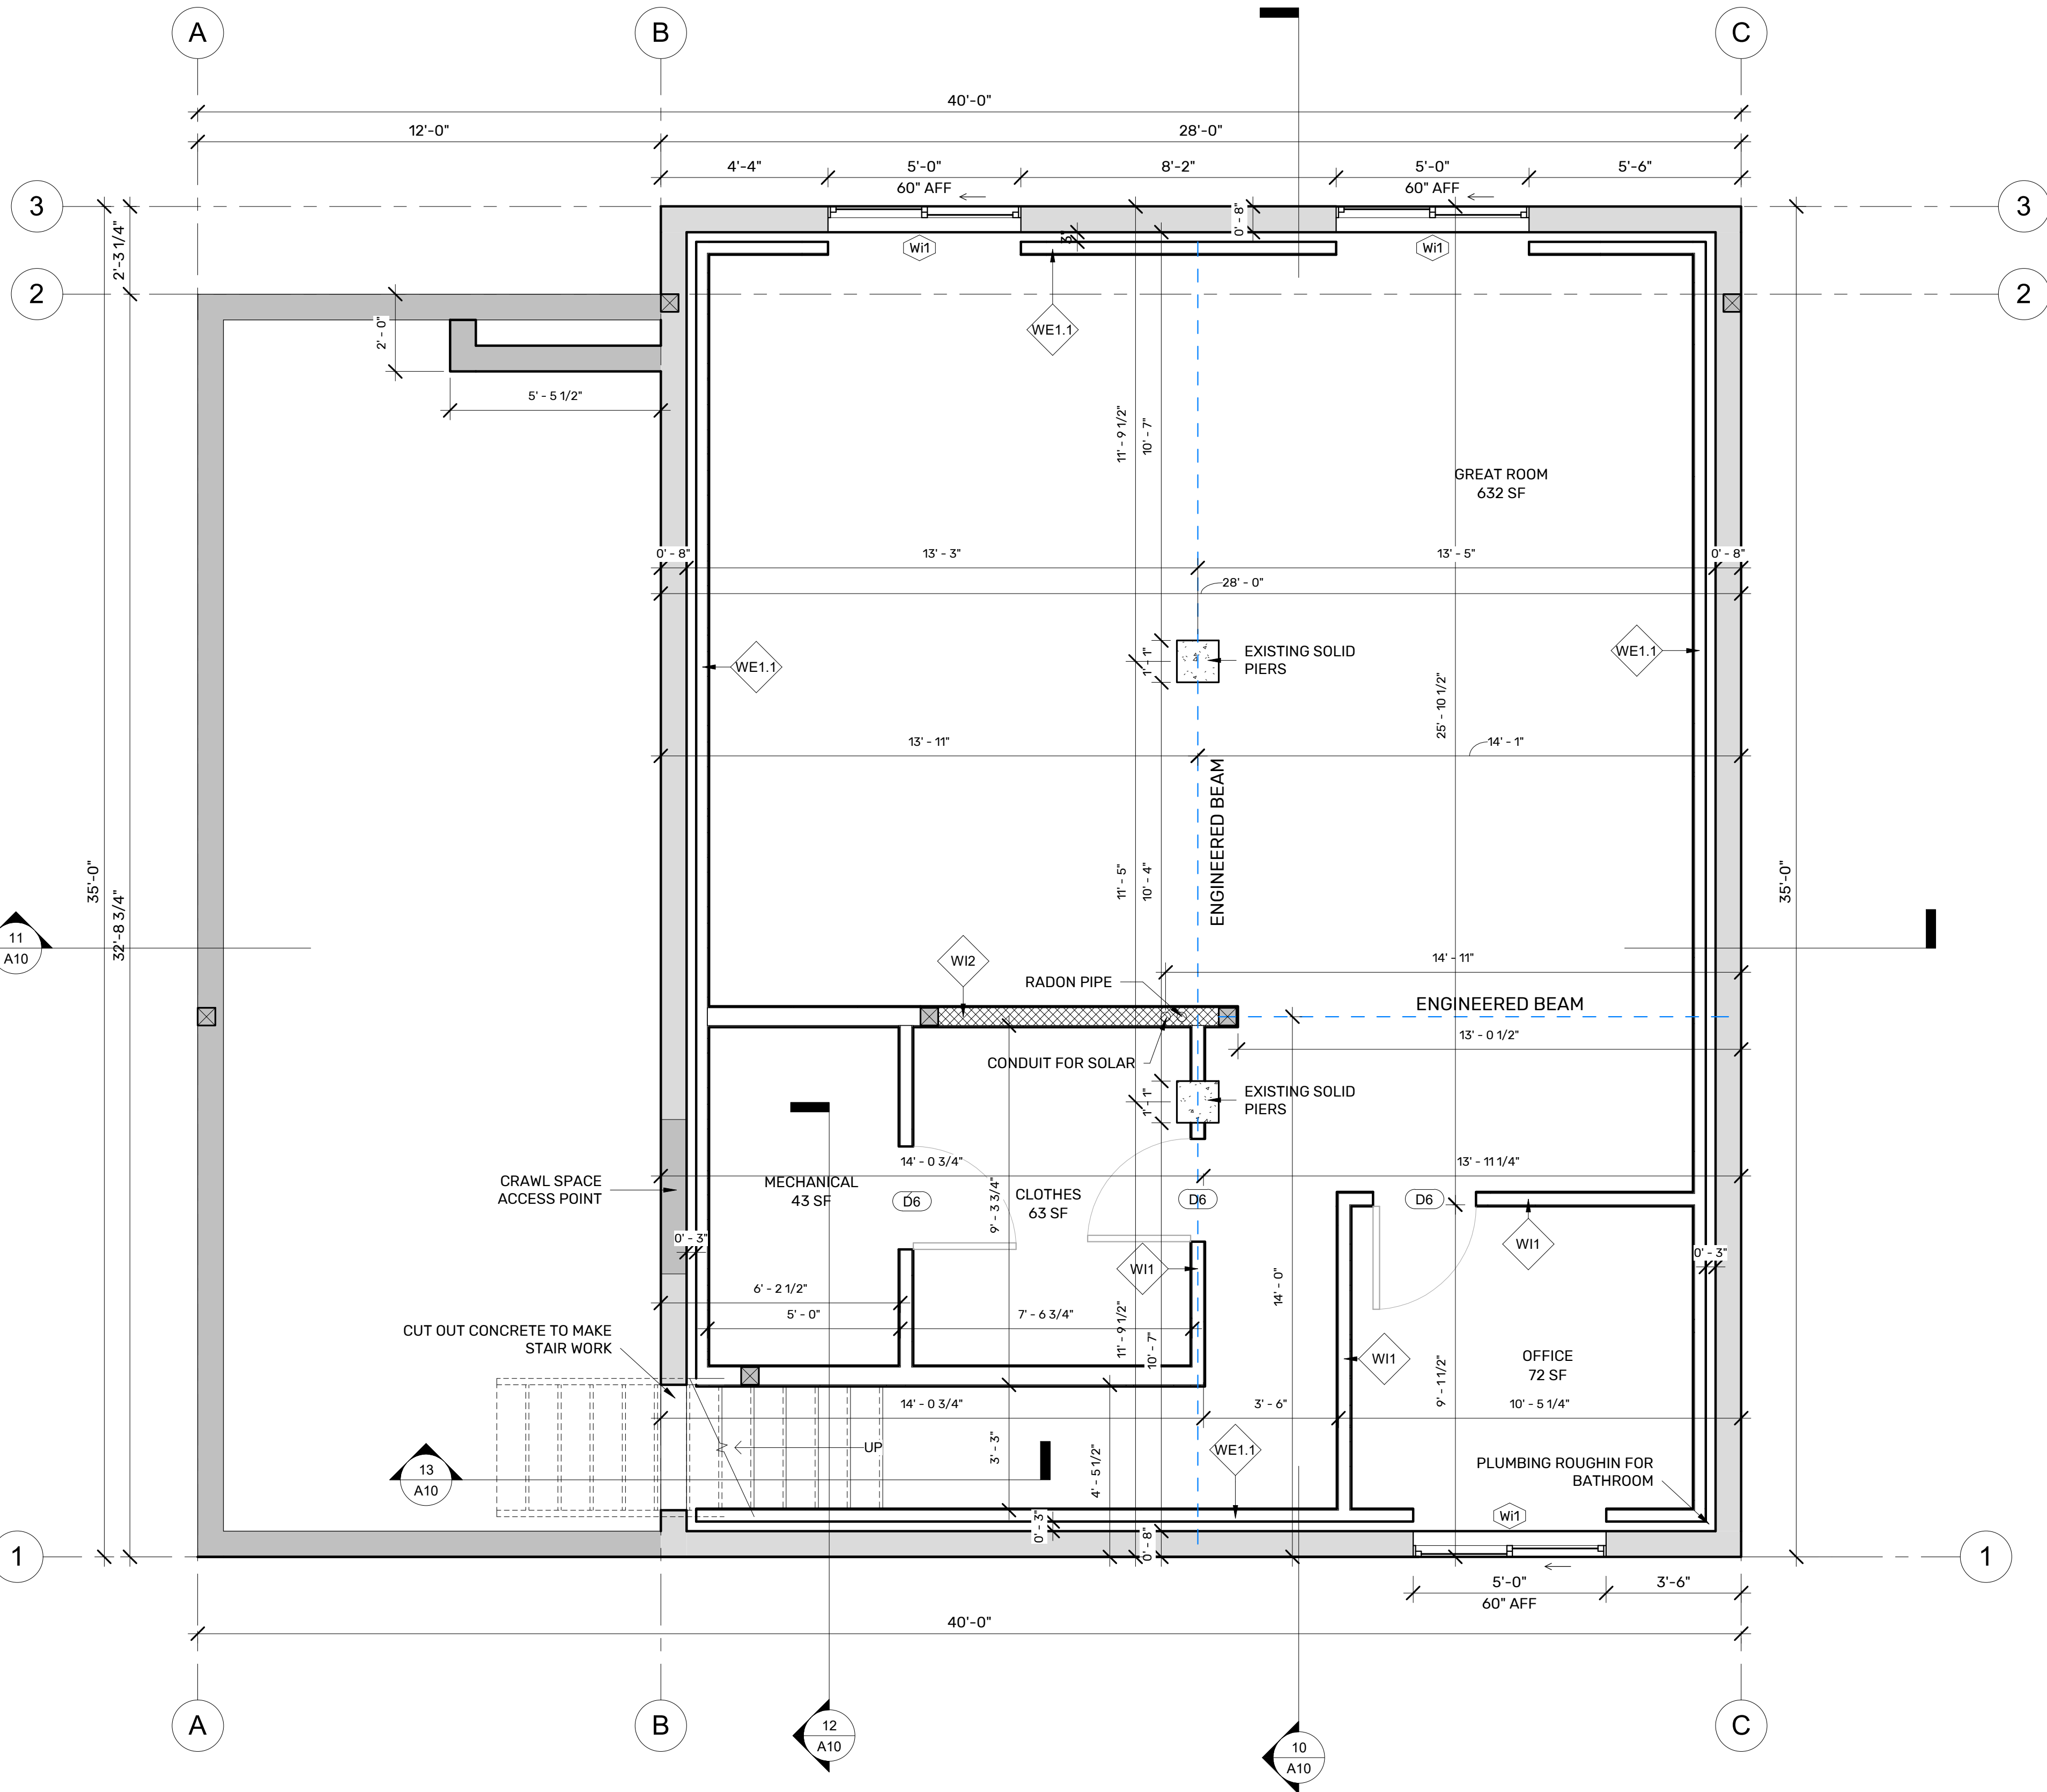 A
B
C
40'-0"
12'-0"
28'-0"
4'-4"
5'-0"
8'-2"
5'-0"
5'-6"
60" AFF
60" AFF
3
3
2'-3 1/4"
0' - 8"
3"
Wi1
Wi1
2
2
2' - 0"
WE1.1
5' - 5 1/2"
11' - 9 1/2"
10' - 7"
GREAT ROOM
632 SF
0' - 8"
13' - 3"
13' - 5"
0' - 8"
28' - 0"
WE1.1
1' - 1"
EXISTING SOLID
PIERS
WE1.1
25' - 10 1/2"
13' - 11"
14' - 1"
ENGINEERED BEAM
35'-0"
32'-8 3/4"
11' - 5"
10' - 4"
35'-0"
11
A10
WI2
14' - 11"
RADON PIPE
ENGINEERED BEAM
13' - 0 1/2"
CONDUIT FOR SOLAR
1' - 1"
EXISTING SOLID
PIERS
14' - 0 3/4"
13' - 11 1/4"
CRAWL SPACE
ACCESS POINT
MECHANICAL
43 SF
D6
9' - 3 3/4"
CLOTHES
63 SF
D6
D6
0' - 3"
WI1
WI1
0' - 3"
6' - 2 1/2"
5' - 0"
7' - 6 3/4"
11' - 9 1/2"
10' - 7"
14' - 0"
CUT OUT CONCRETE TO MAKE
STAIR WORK
WI1
9' - 1 1/2"
OFFICE
72 SF
14' - 0 3/4"
3' - 6"
10' - 5 1/4"
UP
3' - 3"
4' - 5 1/2"
WE1.1
13
A10
PLUMBING ROUGHIN FOR
BATHROOM
0' - 3"
0' - 8"
Wi1
1
1
5'-0"
3'-6"
60" AFF
40'-0"
A
B
C
12
A10
10
A10